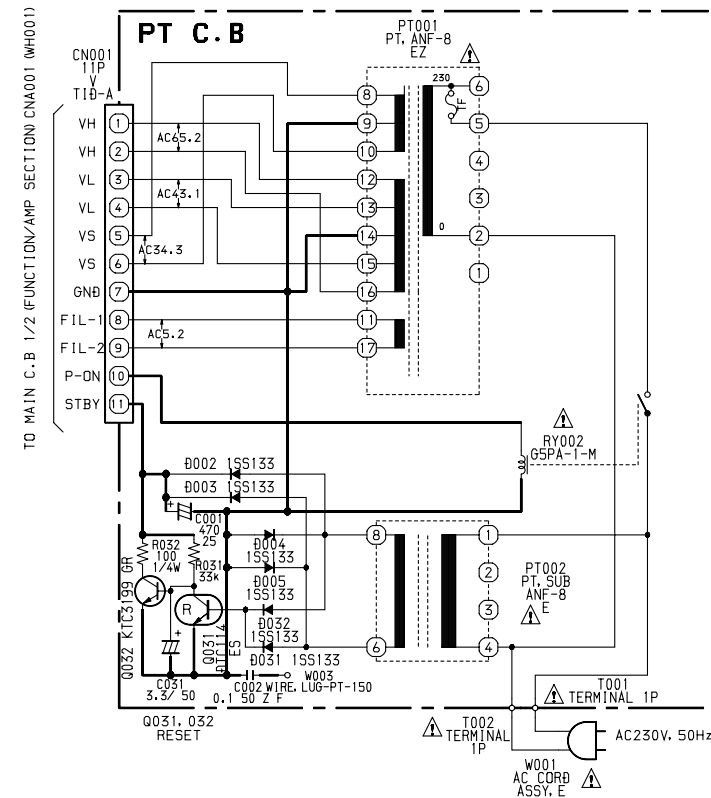 PT C.B
PT001
PT, ANF-8
EZ
CN001
11P
V
TID-A
TO MAIN C.B 1/2 (FUNCTION/AMP SECTION) CNA001 (WH001)
VH 1
VH 2
VL 3
VL 4
VS 5
VS 6
GND 7
FIL-1 8
FIL-2 9
P-ON 10
STBY 11
AC65.2
AC43.1
AC34.3
AC5.2
8
9
10
12
13
14
15
16
11
17
230
TF
0
6
5
4
3
2
1
RY002
G5PA-1-M
D002 1SS133
D003 1SS133
C001
470
25
D004
1SS133
D005
1SS133
D032
1SS133
D031 1SS133
R032
100
1/4W
R031
33K
Q032 KTC3199 GR
R
Q031
DTC114
ES
C031
3.3/50
C002
0.1 50 Z F
W003
WIRE, LUG-PT-150
Q031, 032
RESET
8
6
1
2
3
4
PT002
PT, SUB
ANF-8
E
T001
TERMINAL 1P
T002
TERMINAL
1P
AC230V, 50Hz
W001
AC CORD
ASSY, E